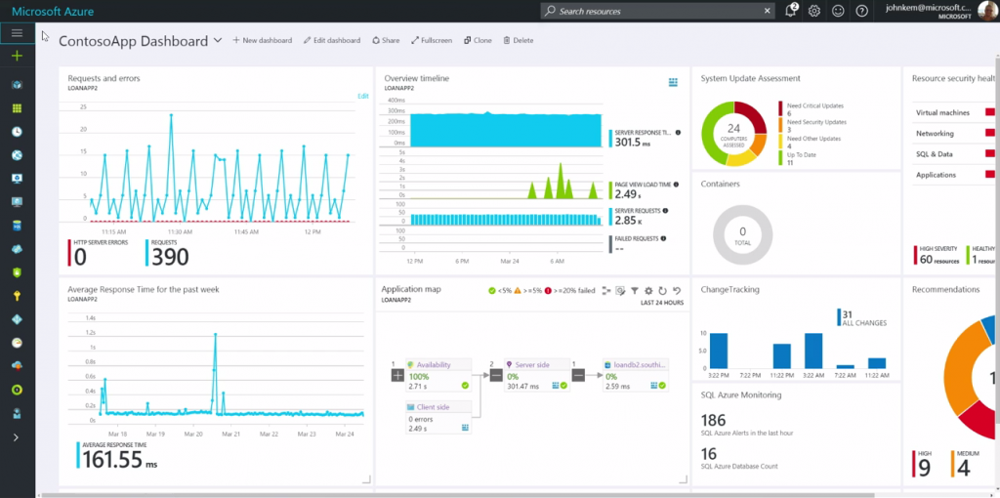 Microsoft Azure
Search resources
2
johnkem@microsoft.c...
MICROSOFT
ContosoApp Dashboard
New dashboard
Edit dashboard
Share
Fullscreen
Clone
Delete
Requests and errors
LOANAPP2
Edit
25
20
15
10
5
0
11:15 AM
11:30 AM
11:45 AM
12 PM
HTTP SERVER ERRORS
0
REQUESTS
390
Overview timeline
LOANAPP2
400ms
300ms
200ms
100ms
0ms
SERVER RESPONSE TI...
301.5 ms
5s
4s
3s
2s
1s
0s
PAGE VIEW LOAD TIME
2.49 s
100
50
0
SERVER REQUESTS
2.85 K
100
50
0
FAILED REQUESTS
--
12 PM
6 PM
Mar 24
6 AM
System Update Assessment
24
COMPUTERS
ASSESSED
Need Critical Updates
6
Need Security Updates
3
Need Other Updates
4
Up To Date
11
Containers
0
TOTAL
Resource security healt
Virtual machines
Networking
SQL & Data
Applications
HIGH SEVERITY
60 resources
HEALTHY
1 resou
Average Response Time for the past week
LOANAPP2
1.4s
1.2s
1s
0.8s
0.6s
0.4s
0.2s
0s
Mar 18
Mar 19
Mar 20
Mar 21
Mar 22
Mar 23
Mar 24
AVERAGE RESPONSE TIME
161.55 ms
Application map
LOANAPP2
<5%
>=5%
>=20% failed
LAST 24 HOURS
1
Availability
100%
2.71 s
Client side
0 errors
2.49 s
2
Server side
0%
301.47 ms
1
loandb2.southi...
0%
2.59 ms
ChangeTracking
31
ALL CHANGES
10
5.0
0
3:22 PM
7:22 PM
11:22 PM
3:22 AM
7:22 AM
11:22 AM
SQL Azure Monitoring
186
SQL Azure Alerts in the last hour
16
SQL Azure Database Count
Recommendations
1
HIGH
9
MEDIUM
4